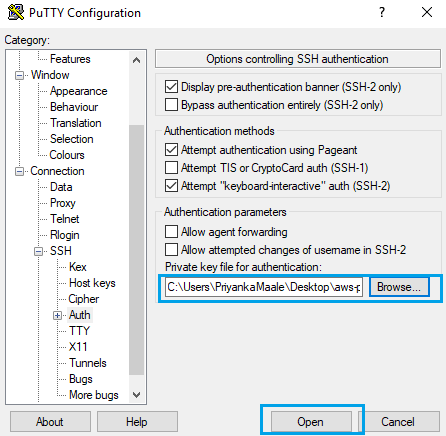 PuTTY Configuration
?
Category:
Features
Window
Appearance
Behaviour
Translation
Selection
Colours
Connection
Data
Proxy
Telnet
Rlogin
SSH
Kex
Host keys
Cipher
Auth
TTY
X11
Tunnels
Bugs
More bugs
Options controlling SSH authentication
Display pre-authentication banner (SSH-2 only)
Bypass authentication entirely (SSH-2 only)
Authentication methods
Attempt authentication using Pageant
Attempt TIS or CryptoCard auth (SSH-1)
Attempt "keyboard-interactive" auth (SSH-2)
Authentication parameters
Allow agent forwarding
Allow attempted changes of username in SSH-2
Private key file for authentication:
C:\Users\PriyankaMaale\Desktop\aws-p Browse...
About Help Open Cancel